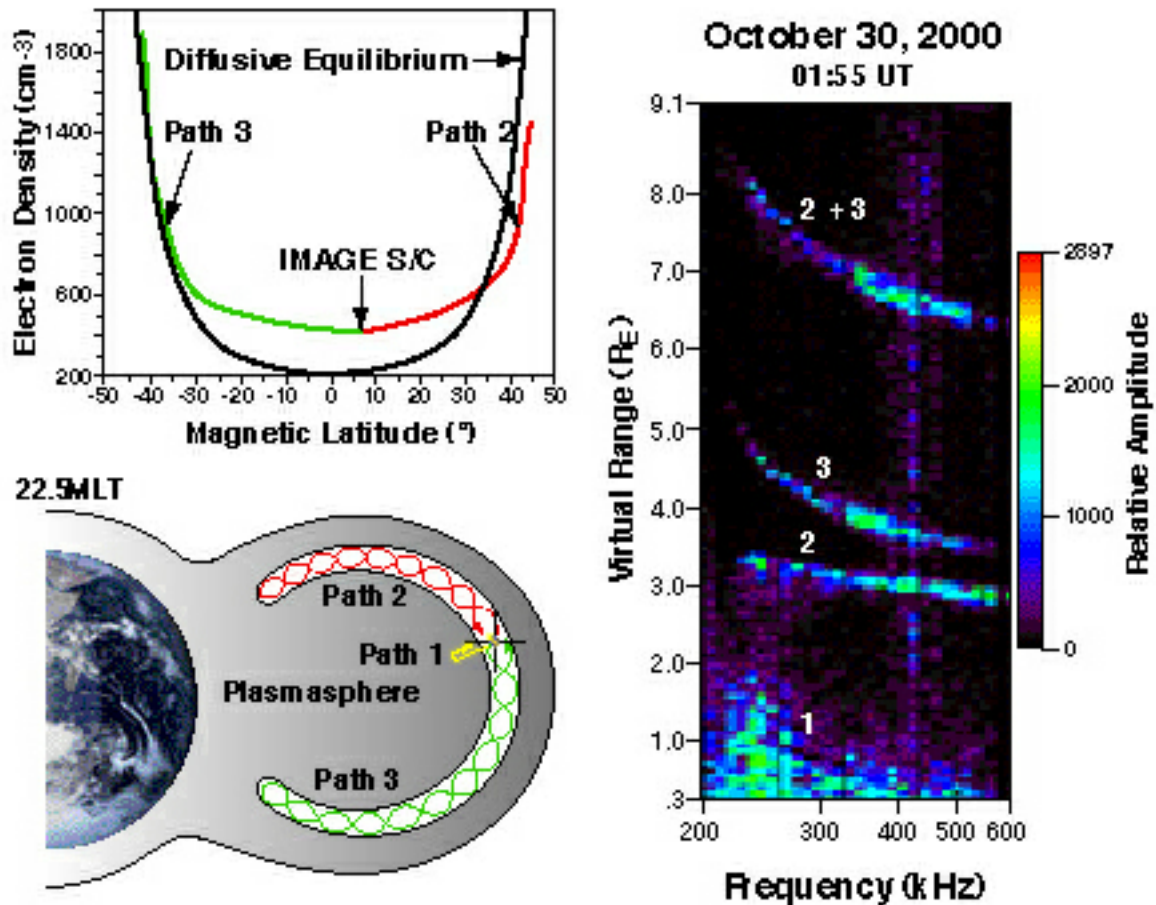 1800
1400
1000
600
200
Electron Density (cm-3)
Diffusive Equilibrium
Path 3
Path 2
IMAGE S/C
-50 -40 -30 -20 -10 0 10 20 30 40 50
Magnetic Latitude (°)
22.5MLT
Path 2
Path 1
Plasmasphere
Path 3
October 30, 2000
01:55 UT
9.1
8.0
7.0
6.0
5.0
4.0
3.0
2.0
1.0
.3
Virtual Range (RE)
2 + 3
3
2
1
200 300 400 500 600
Frequency (kHz)
2897
2000
1000
0
Relative Amplitude